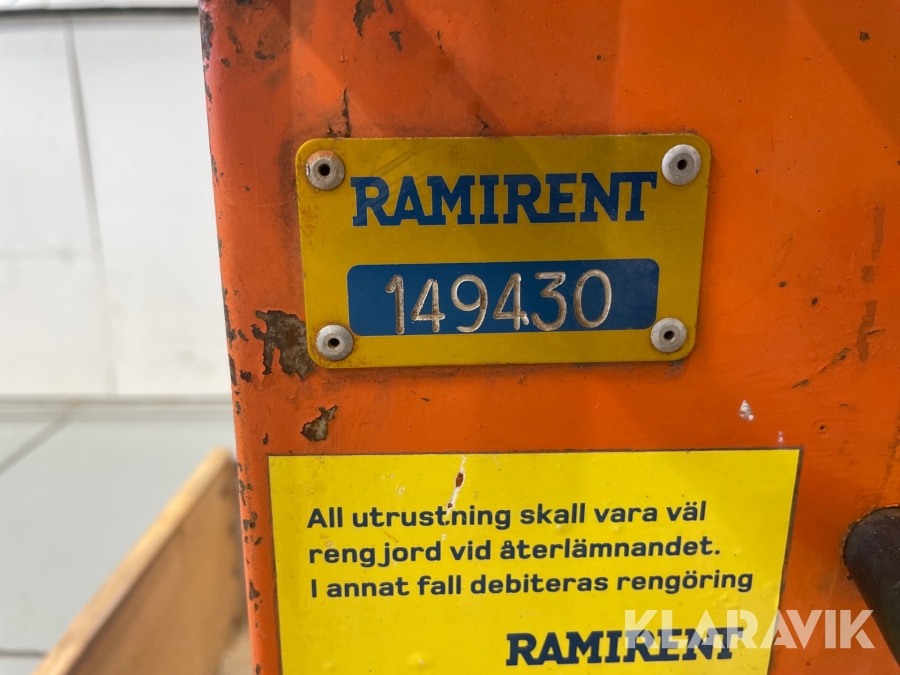 RAMIRENT
149430
All utrustning skall vara väl
rengjord vid återlämnandet.
I annat fall debiteras rengöring
RAMIRENT
KLARAVIK